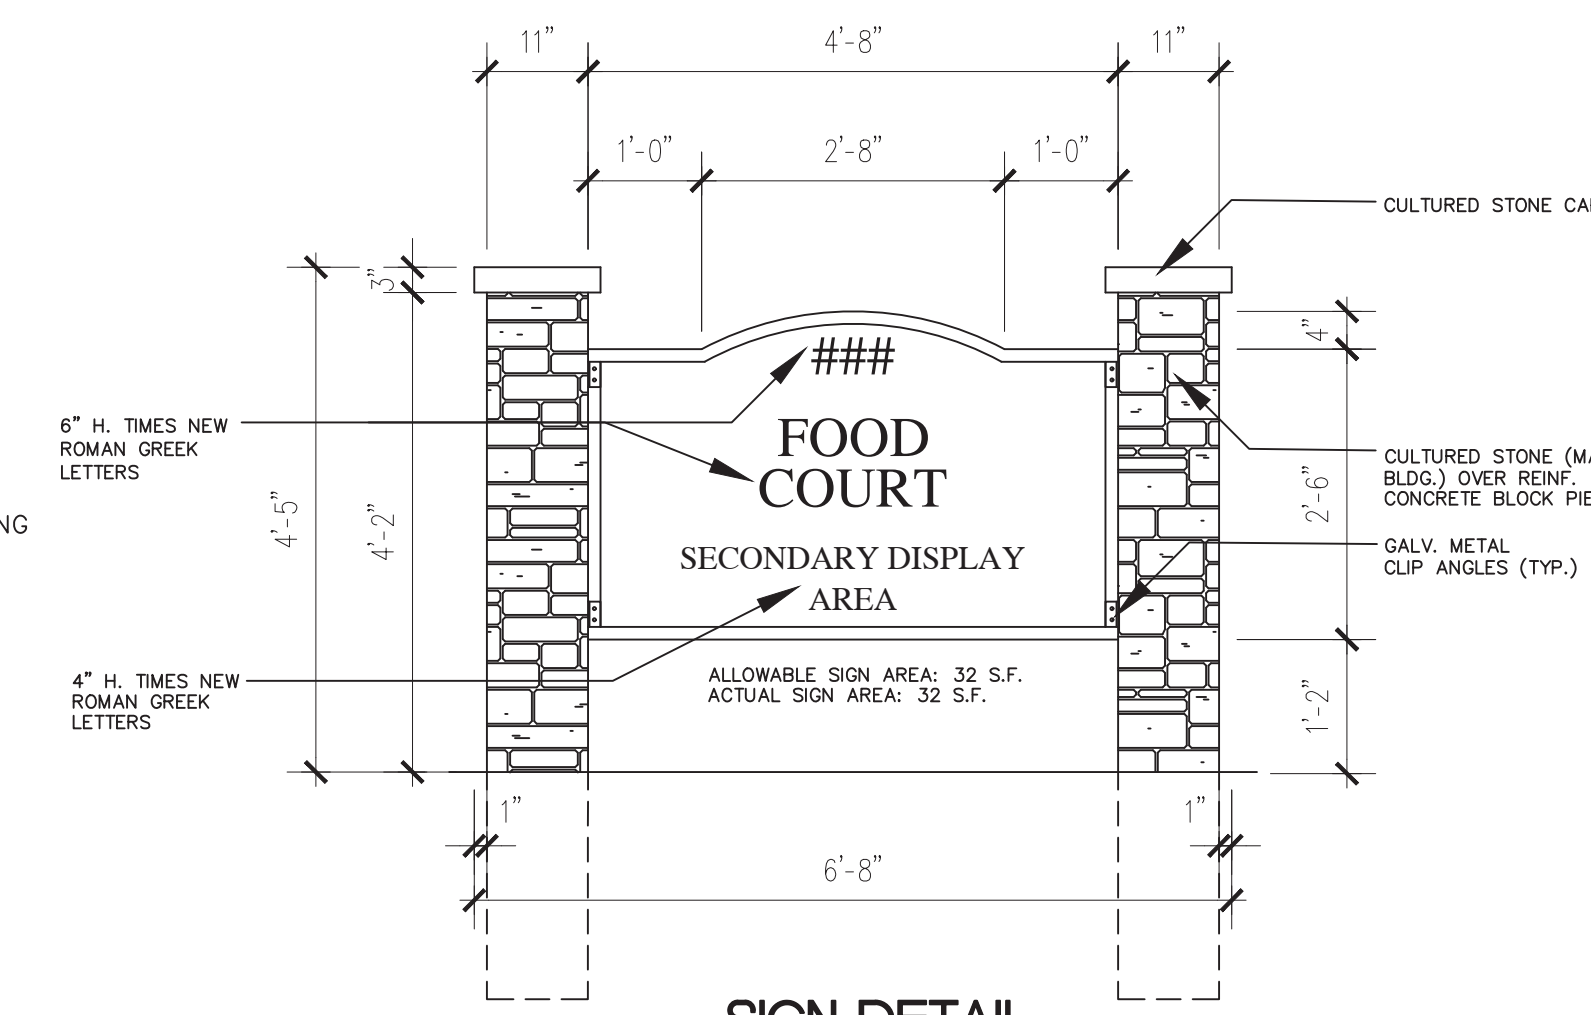 11" 4'-8" 11"
1'-0" 2'-8" 1'-0"
CULTURED STONE
3"
4"
###
6" H. TIMES NEW
ROMAN GREEK
LETTERS
FOOD
COURT
CULTURED STONE
BLDG.) OVER REINF.
CONCRETE BLOCK
4'-5"
4'-2"
2'-6"
NG
GALV. METAL
CLIP ANGLES (TYP.)
SECONDARY DISPLAY
AREA
4" H. TIMES NEW
ROMAN GREEK
LETTERS
ALLOWABLE SIGN AREA: 32 S.F.
ACTUAL SIGN AREA: 32 S.F.
1'-2"
1" 1"
6'-8"
SIGN DETAIL